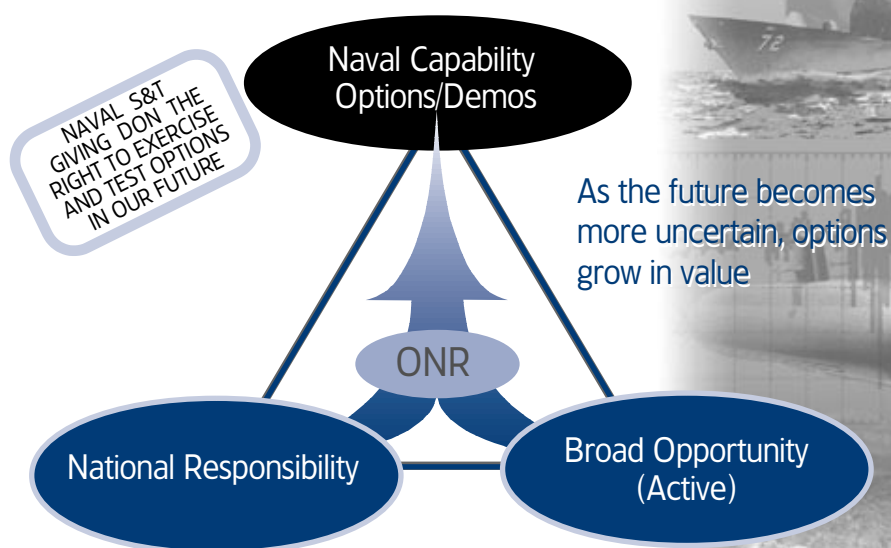 Naval Capability
Options/Demos
NAVAL S&T
GIVING DON THE
RIGHT TO EXERCISE
AND TEST OPTIONS
IN OUR FUTURE
72
As the future becomes
more uncertain, options
grow in value
ONR
National Responsibility
Broad Opportunity
(Active)